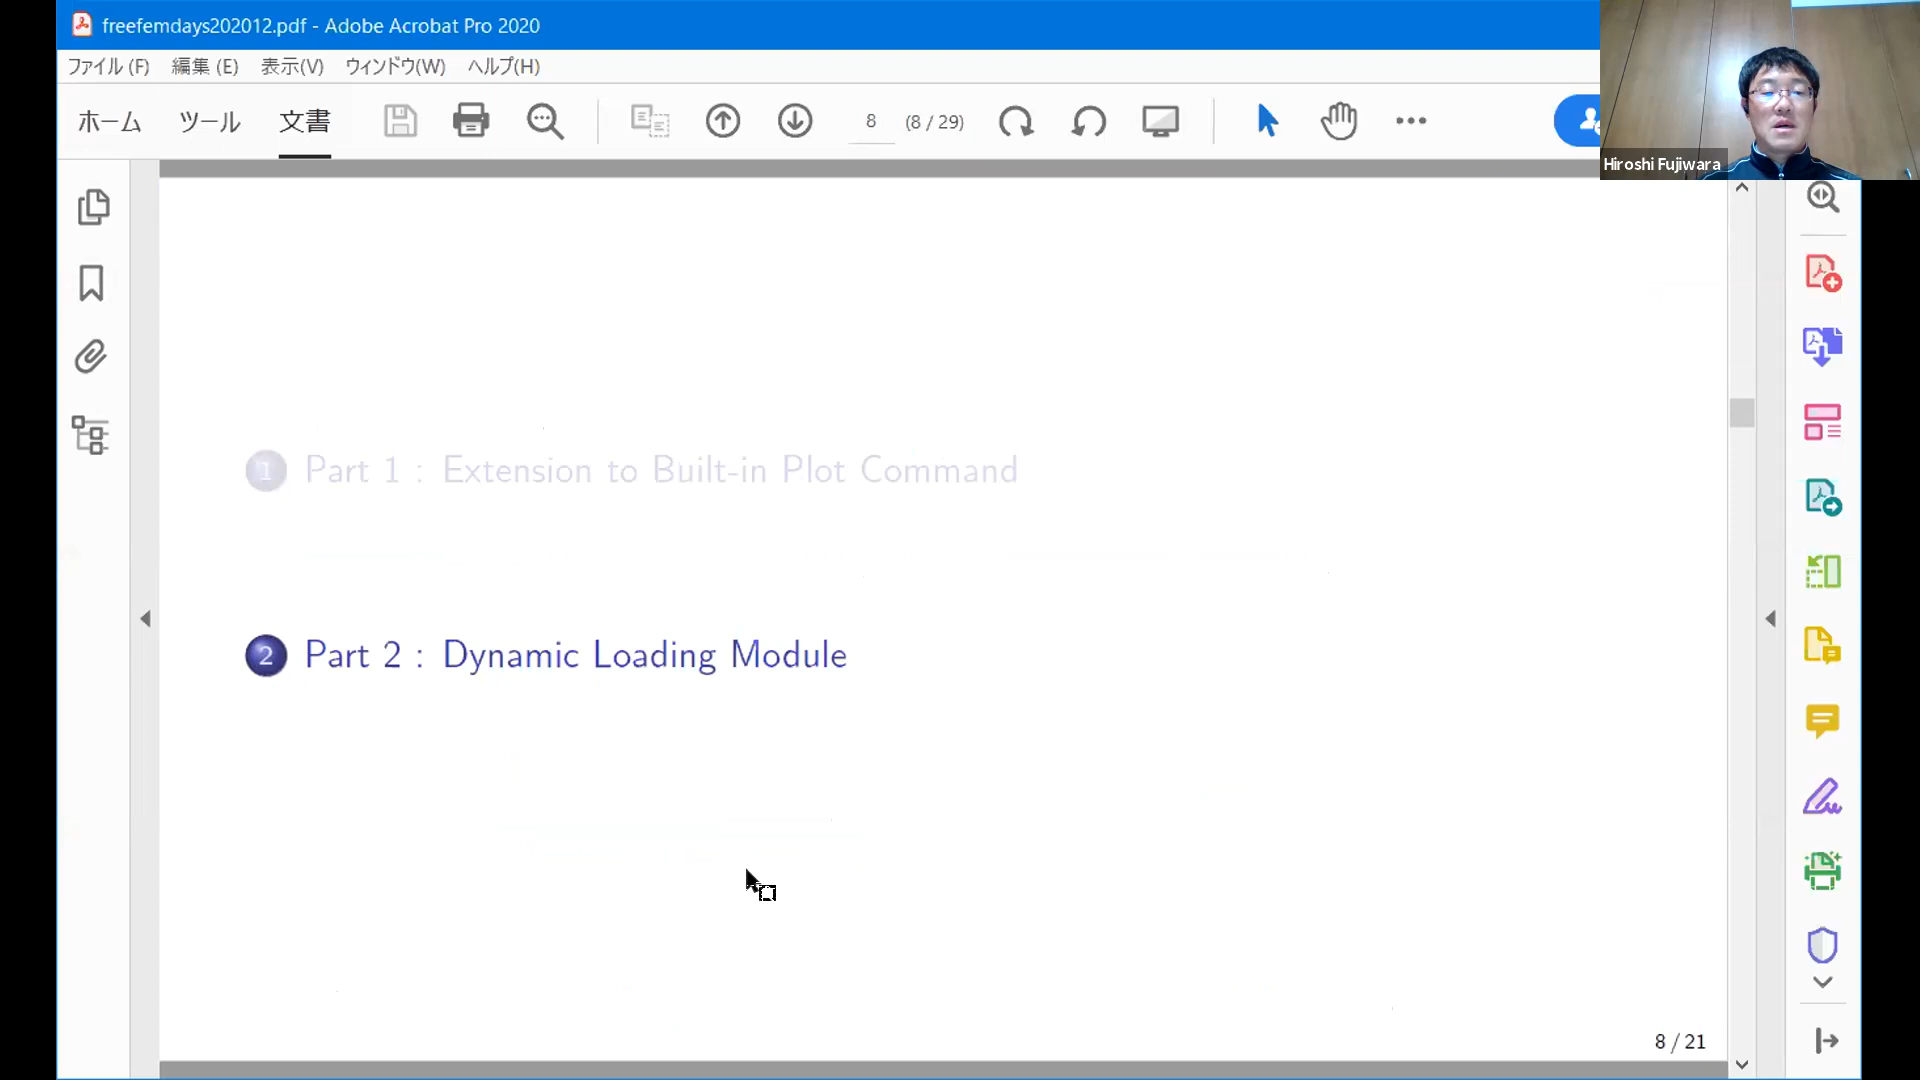 freefemdays202012.pdf - Adobe Acrobat Pro 2020
ファイル (F) 編集 (E) 表示(V) ウィンドウ(W) ヘルプ(H)
ホーム ツール 文書 8 (8 / 29)
Hiroshi Fujiwara
1 Part 1 : Extension to Built-in Plot Command
2 Part 2 : Dynamic Loading Module
8 / 21